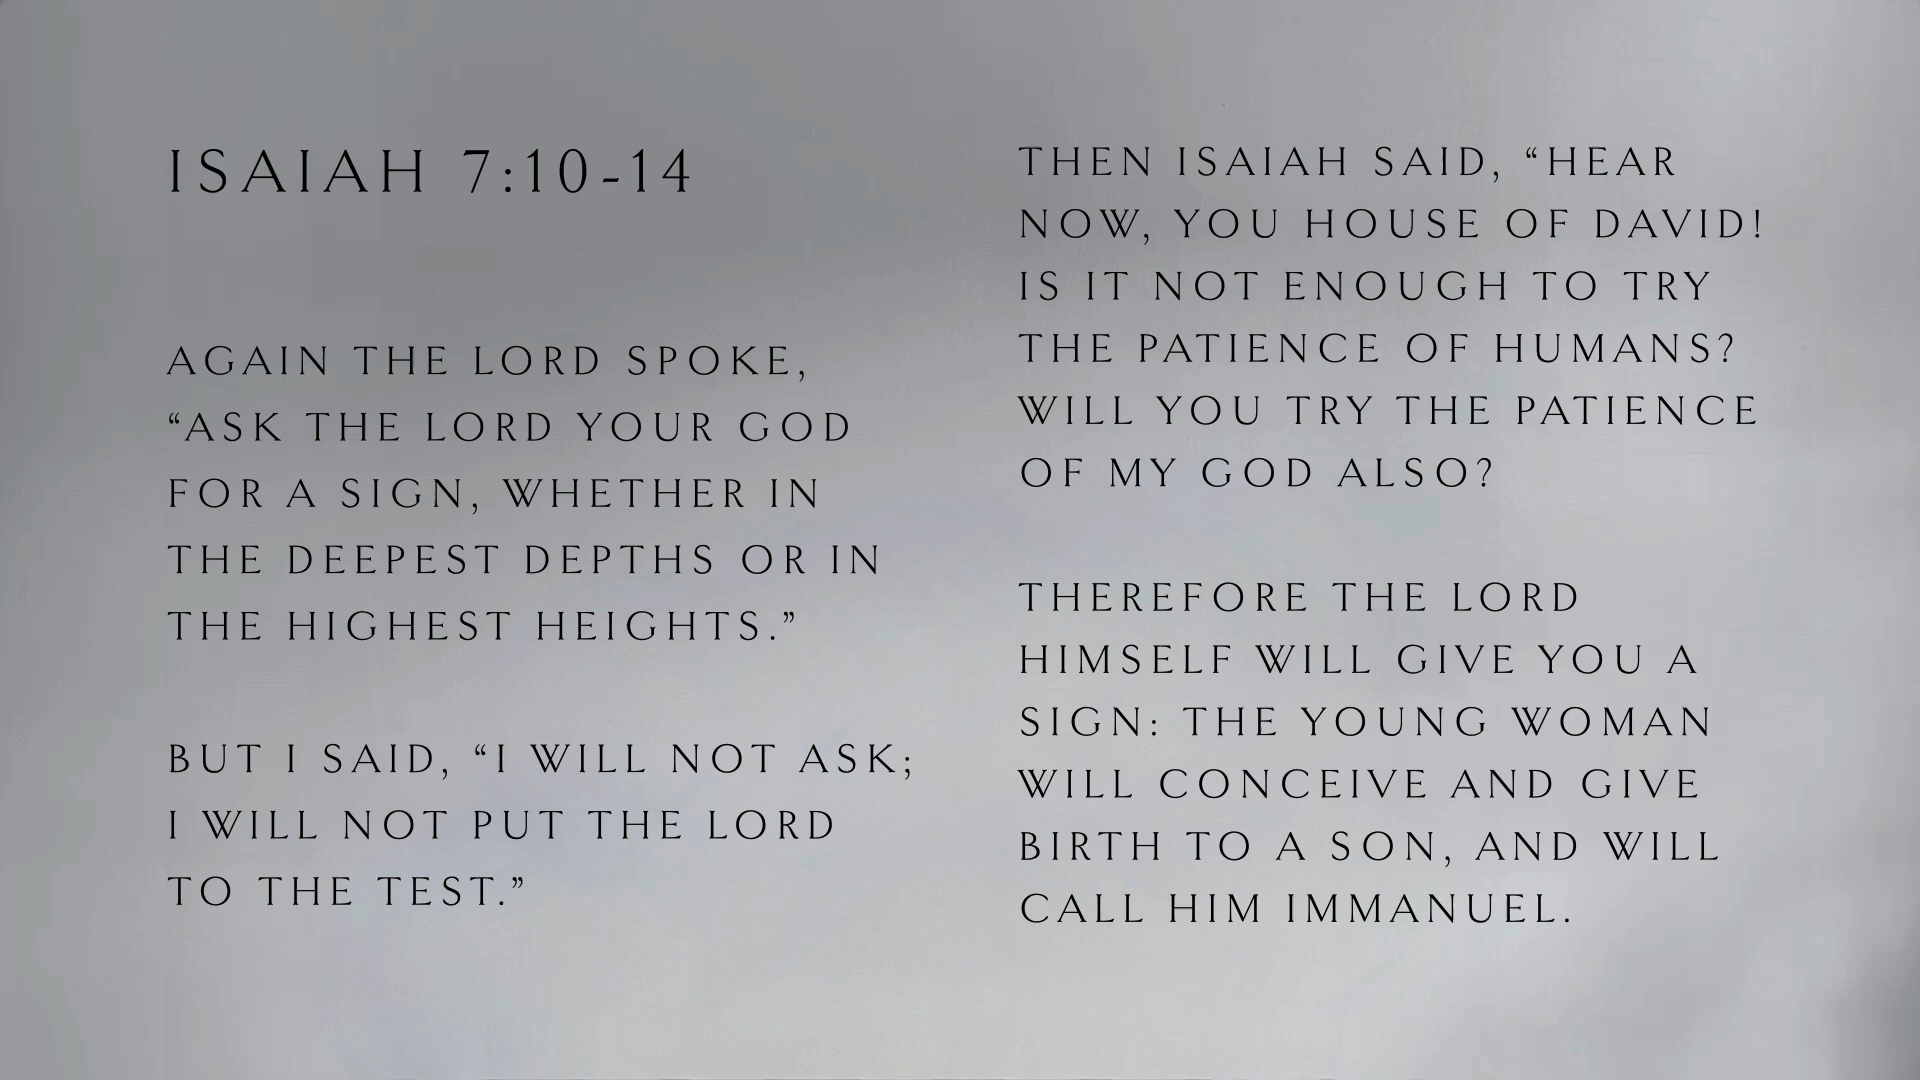 ISAIAH 7:10-14
AGAIN THE LORD SPOKE,
“ASK THE LORD YOUR GOD
FOR A SIGN, WHETHER IN
THE DEEPEST DEPTHS OR IN
THE HIGHEST HEIGHTS.”
BUT I SAID, “I WILL NOT ASK;
I WILL NOT PUT THE LORD
TO THE TEST.”
THEN ISAIAH SAID, “HEAR
NOW, YOU HOUSE OF DAVID!
IS IT NOT ENOUGH TO TRY
THE PATIENCE OF HUMANS?
WILL YOU TRY THE PATIENCE
OF MY GOD ALSO?
THEREFORE THE LORD
HIMSELF WILL GIVE YOU A
SIGN: THE YOUNG WOMAN
WILL CONCEIVE AND GIVE
BIRTH TO A SON, AND WILL
CALL HIM IMMANUEL.